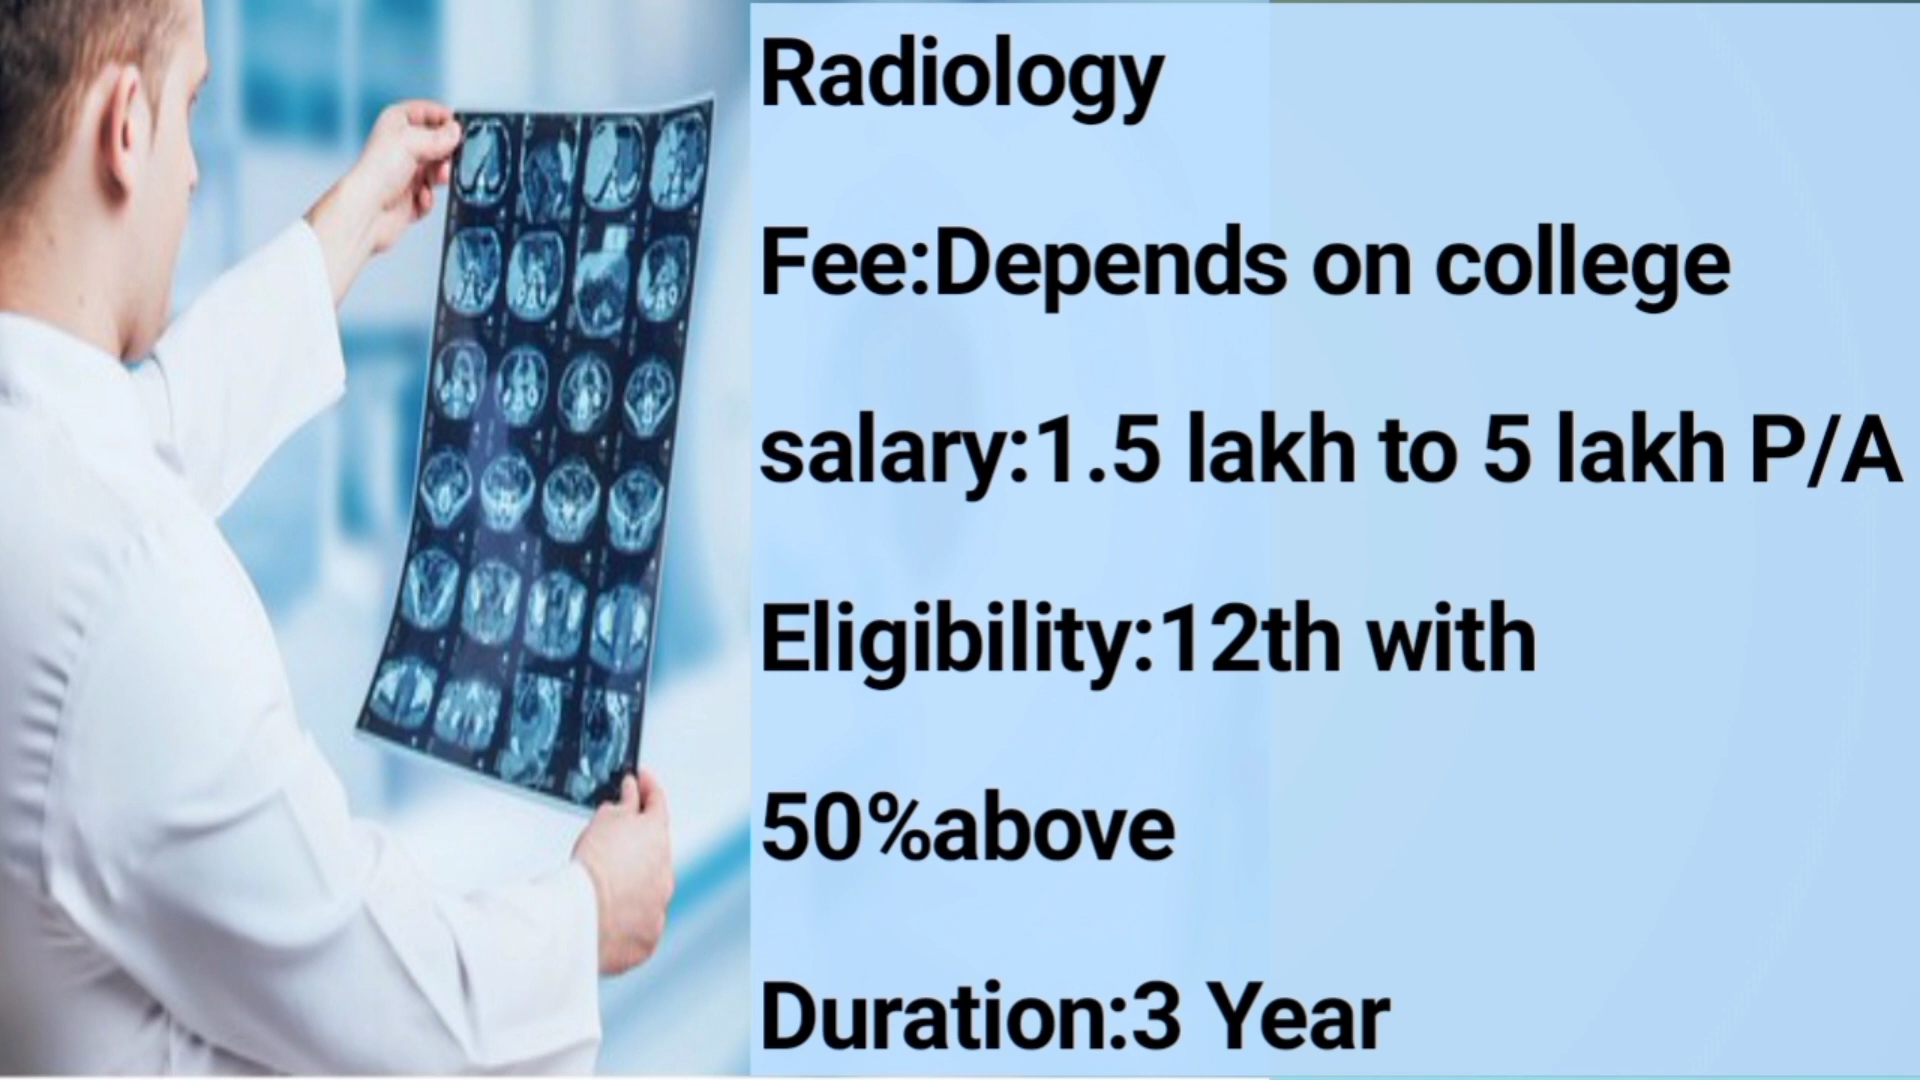 Radiology
Fee:Depends on college
salary:1.5 lakh to 5 lakh P/A
Eligibility:12th with
50%above
Duration:3 Year